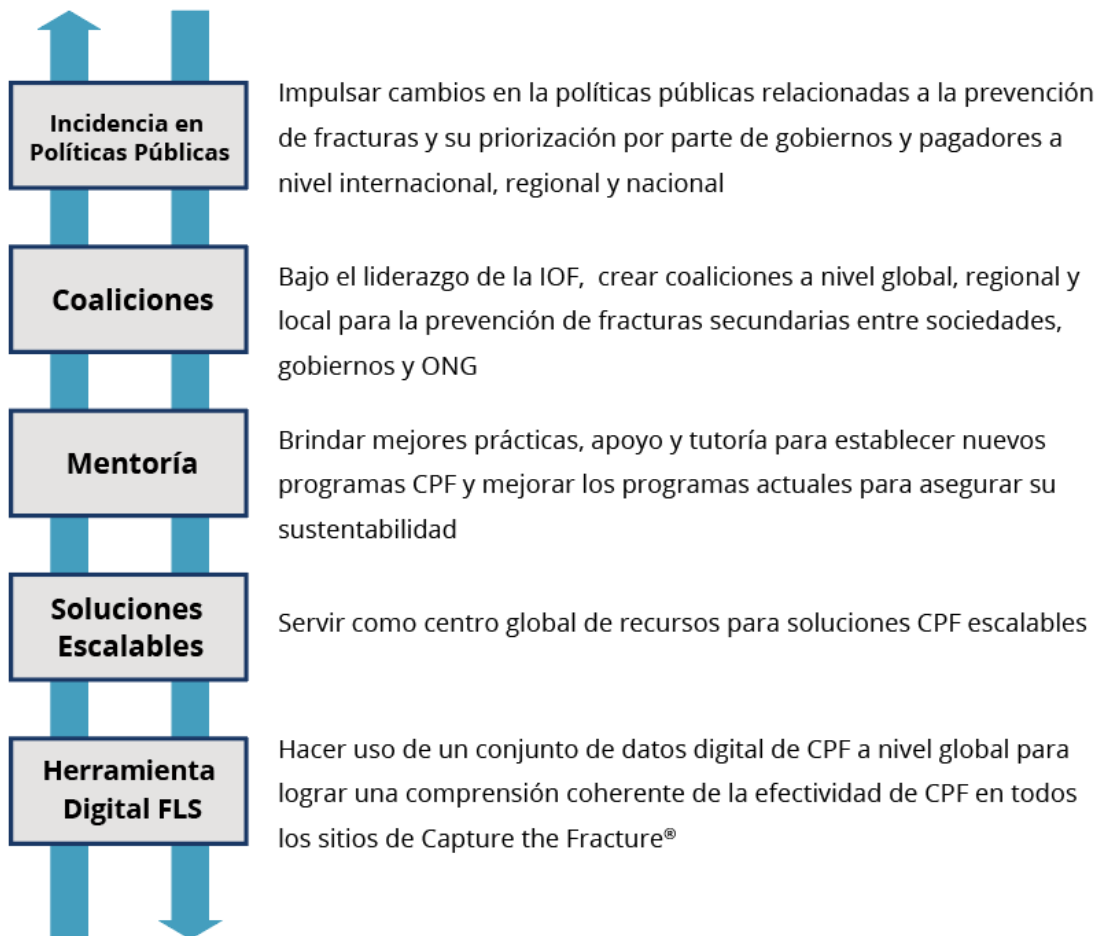 Incidencia en
Políticas Públicas
Impulsar cambios en la políticas públicas relacionadas a la prevención
de fracturas y su priorización por parte de gobiernos y pagadores a
nivel internacional, regional y nacional
Coaliciones
Bajo el liderazgo de la IOF, crear coaliciones a nivel global, regional y
local para la prevención de fracturas secundarias entre sociedades,
gobiernos y ONG
Mentoría
Brindar mejores prácticas, apoyo y tutoría para establecer nuevos
programas CPF y mejorar los programas actuales para asegurar su
sustentabilidad
Soluciones
Escalables
Servir como centro global de recursos para soluciones CPF escalables
Herramienta
Digital FLS
Hacer uso de un conjunto de datos digital de CPF a nivel global para
lograr una comprensión coherente de la efectividad de CPF en todos
los sitios de Capture the Fracture®